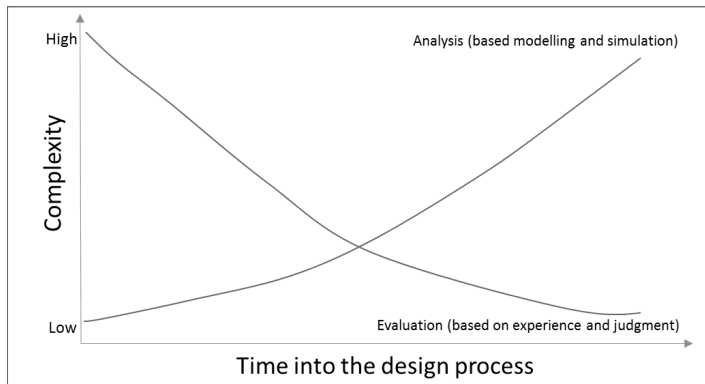 High
Analysis (based modelling and simulation)
Complexity
Low
Evaluation (based on experience and judgment)
Time into the design process